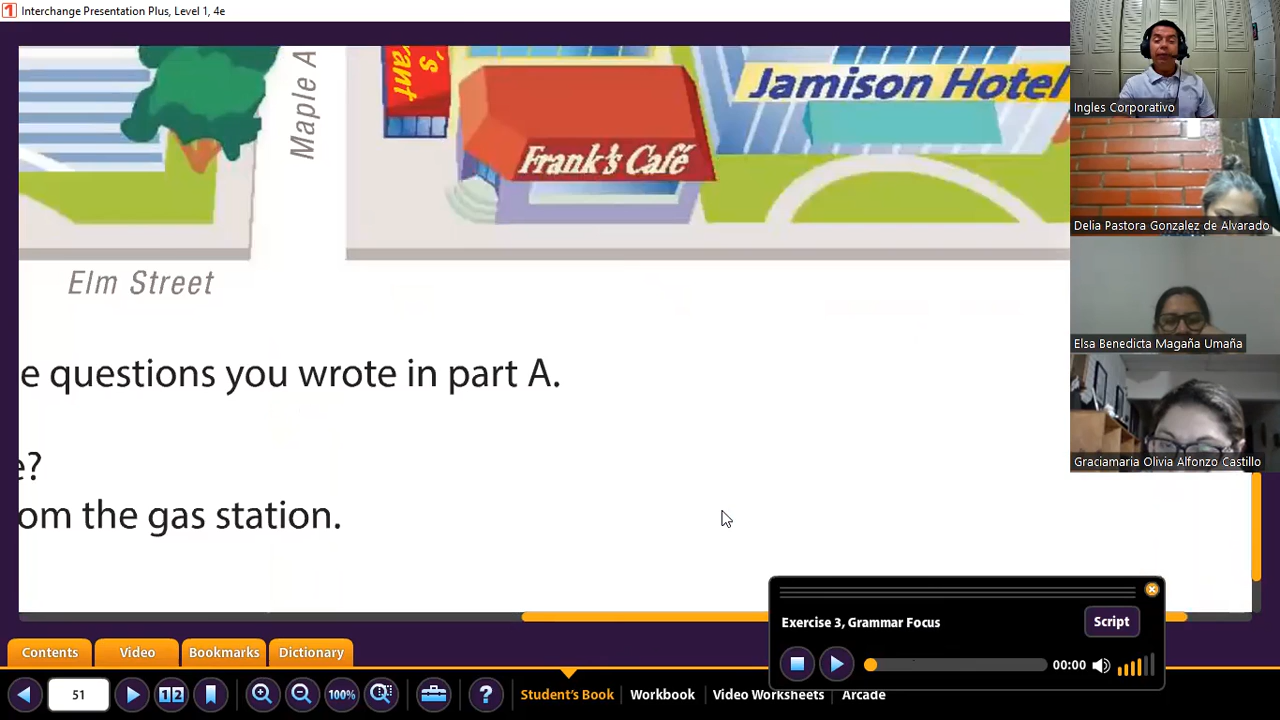 Interchange Presentation Plus, Level 1, 4e
Maple A
's
ant
Jamison Hotel
Frank's Café
Elm Street
e questions you wrote in part A.
e?
om the gas station.
Ingles Corporativo
Delia Pastora Gonzalez de Alvarado
Elsa Benedicta Magaña Umaña
Graciamaria Olivia Alfonzo Castillo
Exercise 3, Grammar Focus
Script
00:00
Contents
Video
Bookmarks
Dictionary
51
12
100%
?
Student's Book
Workbook
Video Worksheets
Arcade